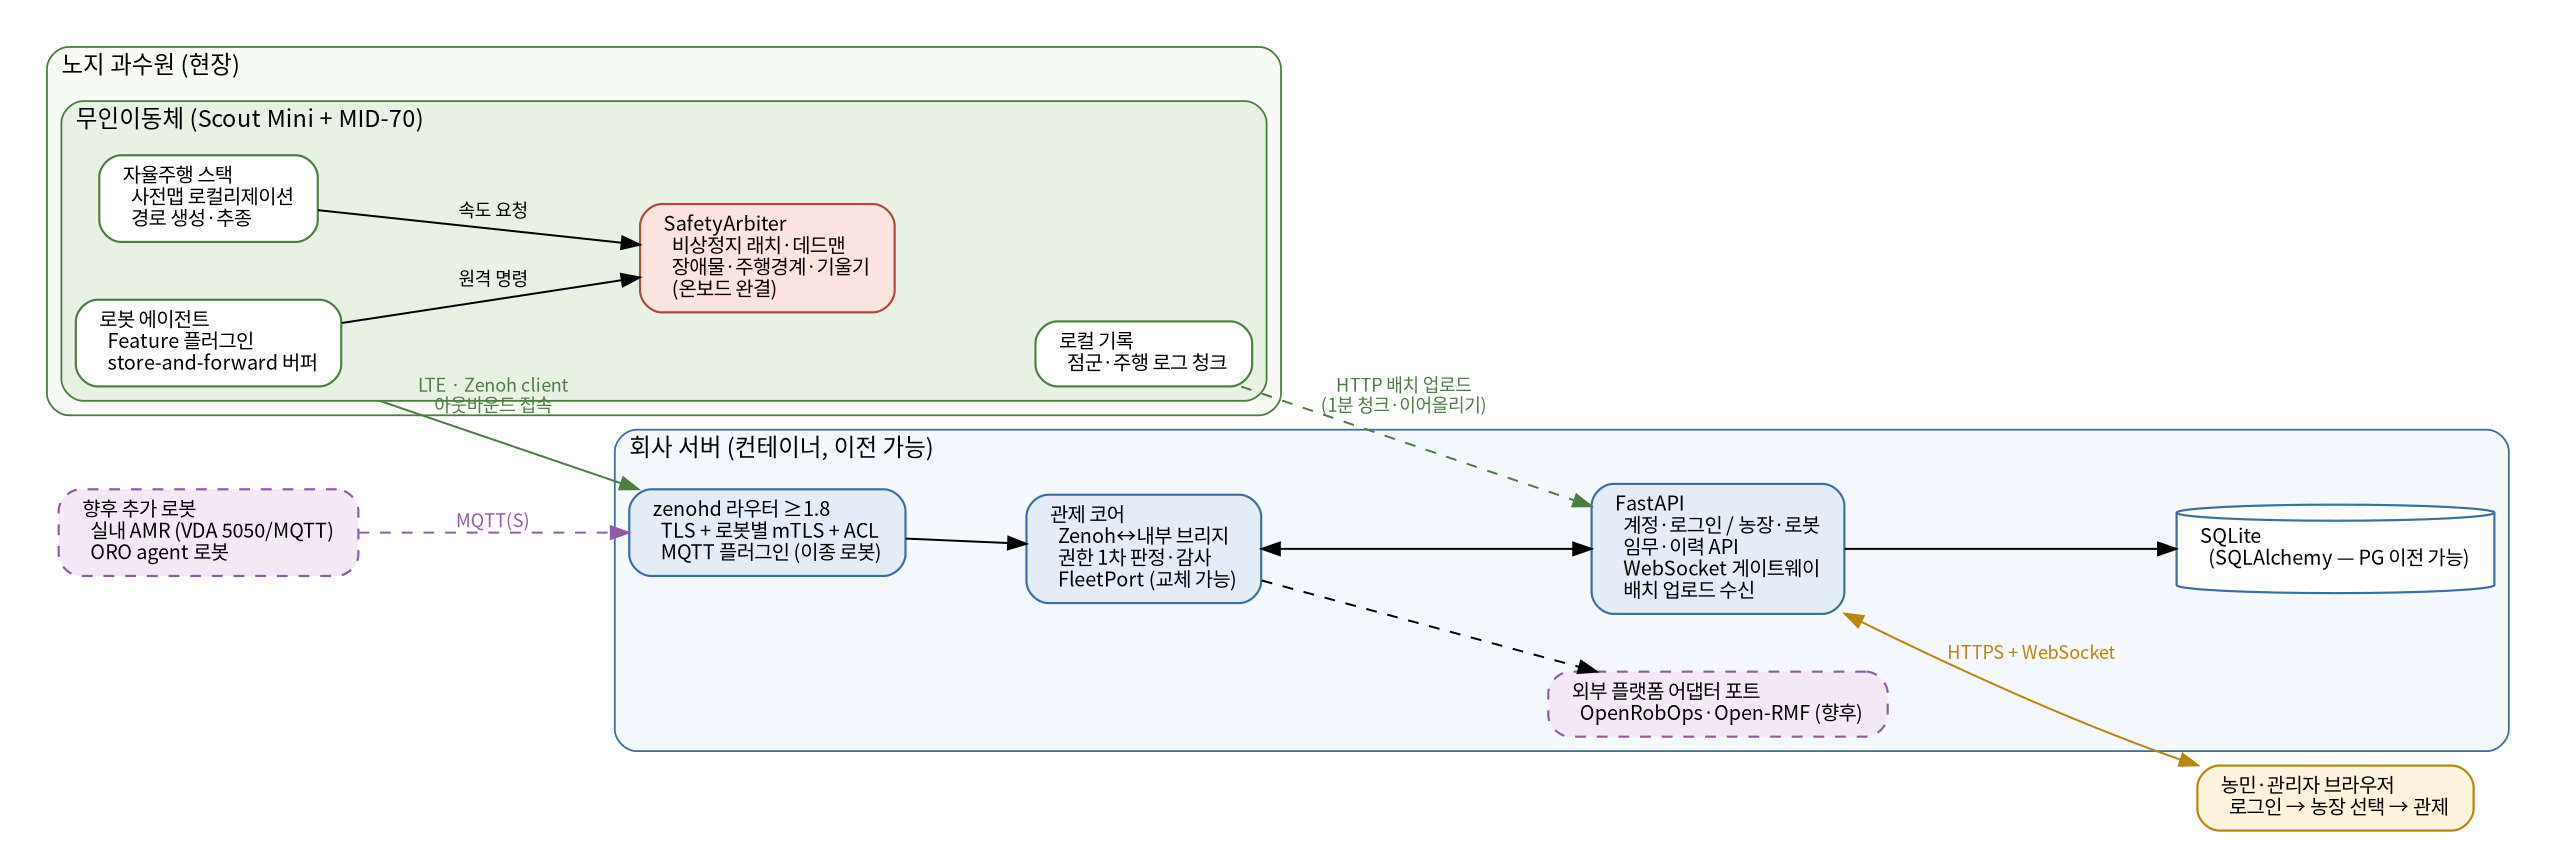 노지 과수원 (현장)
무인이동체 (Scout Mini + MID-70)
자율주행 스택
사전맵 로컬리제이션
경로 생성·추종
속도 요청
SafetyArbiter
비상정지 래치·데드맨
장애물·주행경계·기울기
(온보드 완결)
원격 명령
로봇 에이전트
Feature 플러그인
store-and-forward 버퍼
로컬 기록
점군·주행 로그 청크
LTE · Zenoh client
아웃바운드 접속
HTTP 배치 업로드
(1분 청크·이어올리기)
회사 서버 (컨테이너, 이전 가능)
향후 추가 로봇
실내 AMR (VDA 5050/MQTT)
ORO agent 로봇
MQTT(S)
zenohd 라우터 ≥1.8
TLS + 로봇별 mTLS + ACL
MQTT 플러그인 (이종 로봇)
관제 코어
Zenoh↔내부 브리지
권한 1차 판정·감사
FleetPort (교체 가능)
FastAPI
계정·로그인 / 농장·로봇
임무·이력 API
WebSocket 게이트웨이
배치 업로드 수신
SQLite
(SQLAlchemy — PG 이전 가능)
HTTPS + WebSocket
외부 플랫폼 어댑터 포트
OpenRobOps·Open-RMF (향후)
농민·관리자 브라우저
로그인 → 농장 선택 → 관제